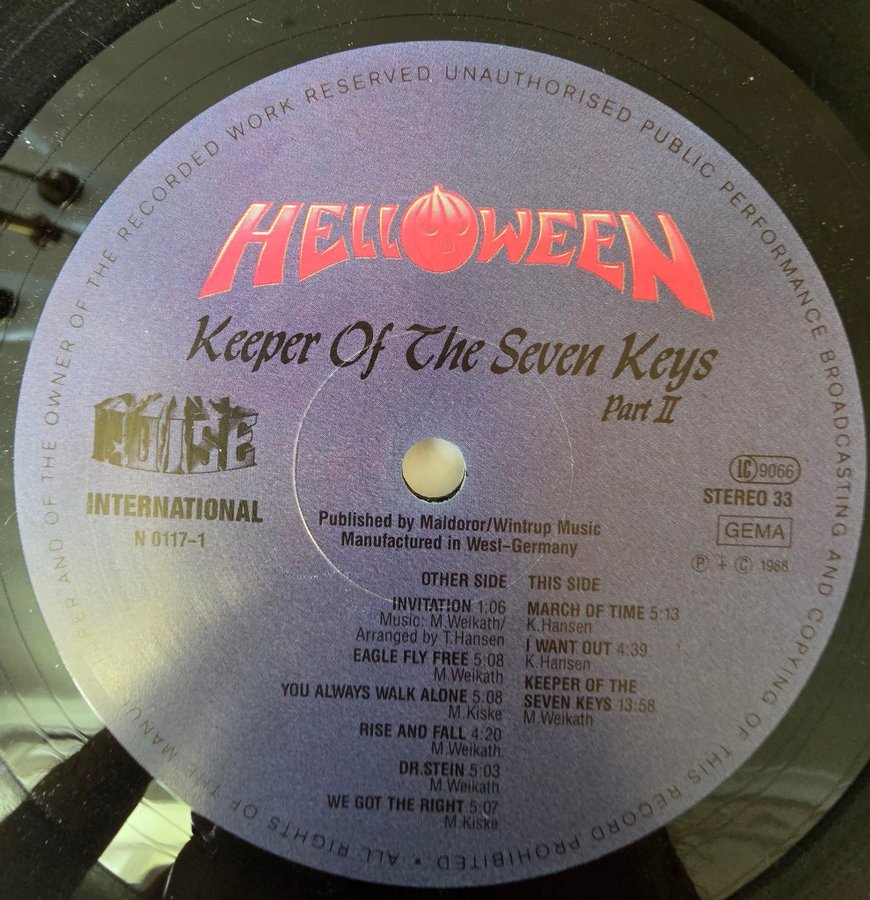 ALL RIGHTS OF THE MANUFACTURER AND OF THE OWNER OF THE RECORDED WORK RESERVED UNAUTHORISED PUBLIC PERFORMANCE BROADCASTING AND COPYING OF THIS RECORD PROHIBITED •
HELLOWEEN
Keeper Of The Seven Keys
Part II
NOISE
INTERNATIONAL
N 0117-1
LC 9066
STEREO 33
GEMA
Ⓟ + Ⓒ 1988
Published by Maldoror/Wintrup Music
Manufactured in West-Germany
OTHER SIDE
INVITATION 1:06
Music: M.Weikath/
Arranged by T.Hansen
EAGLE FLY FREE 5:08
M.Weikath
YOU ALWAYS WALK ALONE 5:08
M.Kiske
RISE AND FALL 4:20
M.Weikath
DR.STEIN 5:03
M.Weikath
WE GOT THE RIGHT 5:07
M.Kiske
THIS SIDE
MARCH OF TIME 5:13
K.Hansen
I WANT OUT 4:39
K.Hansen
KEEPER OF THE
SEVEN KEYS 13:58
M.Weikath